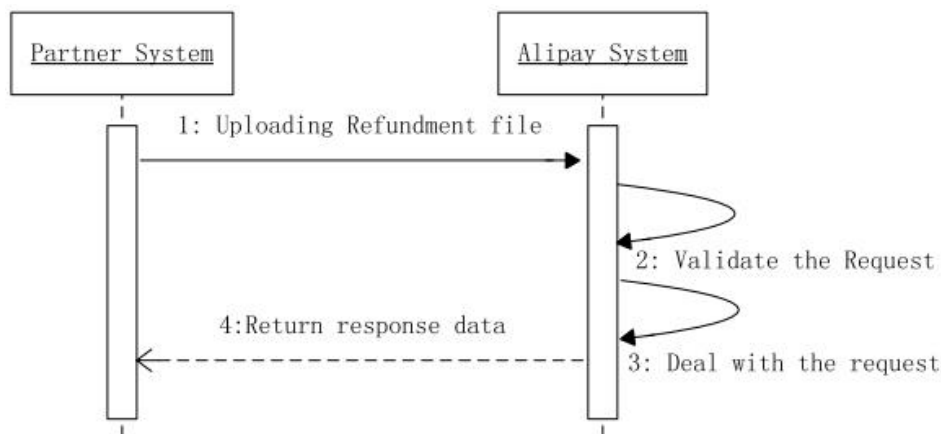 Partner System
Alipay System
1: Uploading Refundment file
2: Validate the Request
4:Return response data
3: Deal with the request